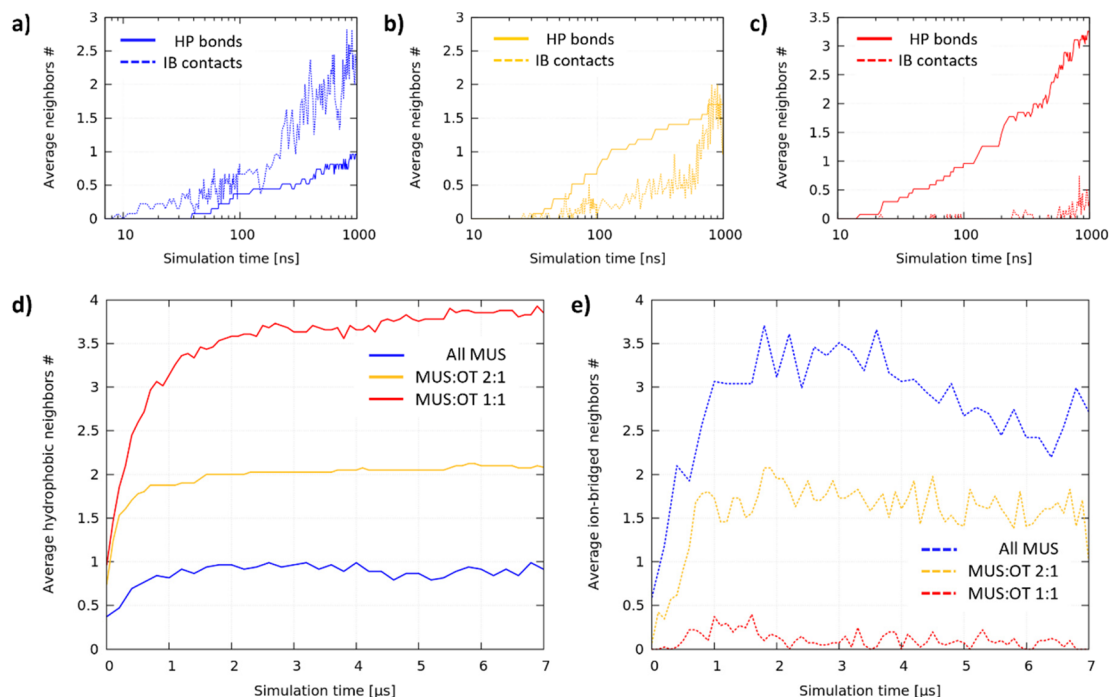 a)
Average neighbors #
3
2.5
2
1.5
1
0.5
0
HP bonds
IB contacts
10
100
1000
Simulation time [ns]
b)
Average neighbors #
3
2.5
2
1.5
1
0.5
0
HP bonds
IB contacts
10
100
1000
Simulation time [ns]
c)
Average neighbors #
3.5
3
2.5
2
1.5
1
0.5
0
HP bonds
IB contacts
10
100
1000
Simulation time [ns]
d)
Average hydrophobic neighbors #
4
3.5
3
2.5
2
1.5
1
0.5
0
All MUS
MUS:OT 2:1
MUS:OT 1:1
0 1 2 3 4 5 6 7
Simulation time [µs]
e)
Average ion-bridged neighbors #
4
3.5
3
2.5
2
1.5
1
0.5
0
All MUS
MUS:OT 2:1
MUS:OT 1:1
0 1 2 3 4 5 6 7
Simulation time [µs]